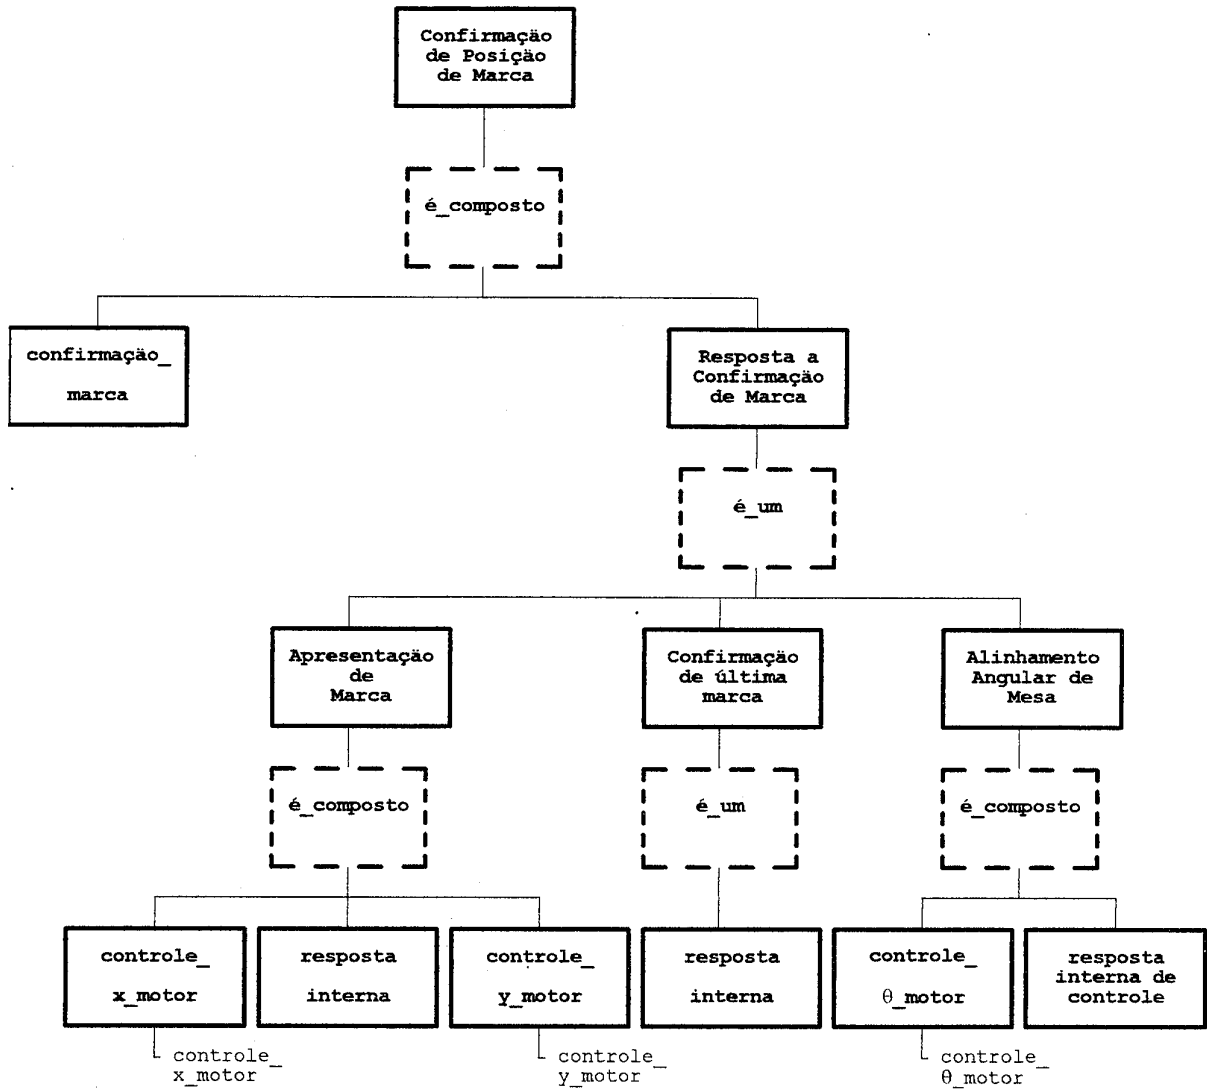 Confirmação
de Posição
de Marca
é_composto
confirmação_
marca
Resposta a
Confirmação
de Marca
é_um
Apresentação
de
Marca
Confirmação
de última
marca
Alinhamento
Angular de
Mesa
é_composto
é_um
é_composto
controle_
x_motor
resposta
interna
controle_
y_motor
resposta
interna
controle_
θ_motor
resposta
interna de
controle
controle_
x_motor
controle_
y_motor
controle_
θ_motor